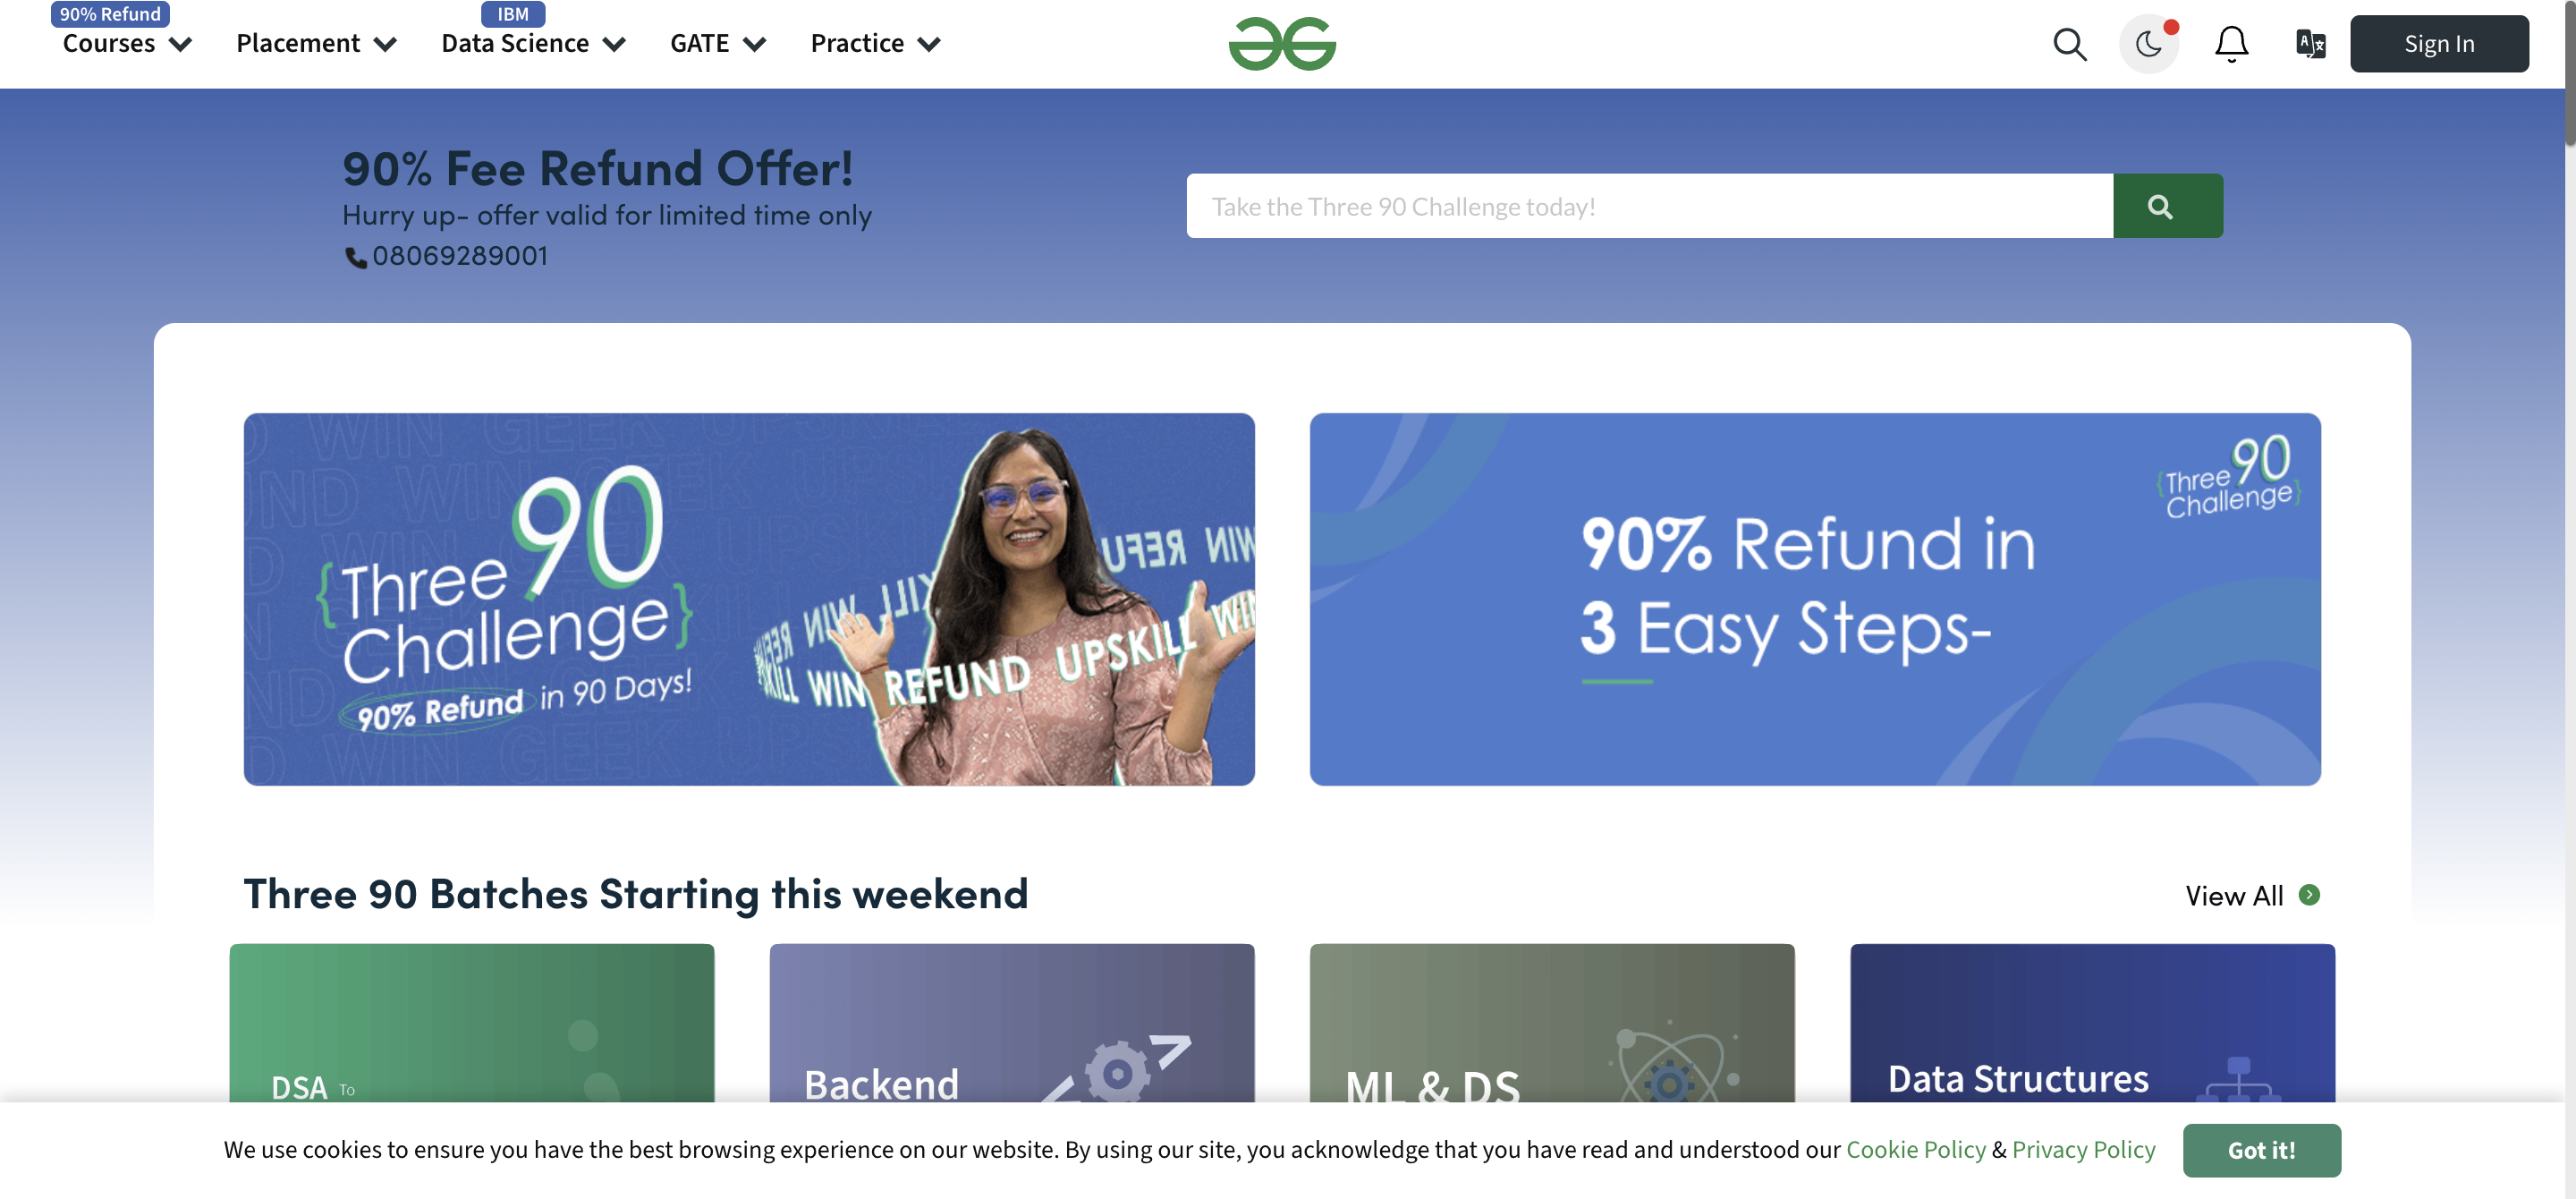 90% Refund
IBM
Courses
Placement
Data Science
GATE
Practice
Sign In
90% Fee Refund Offer!
Hurry up- offer valid for limited time only
08069289001
Take the Three 90 Challenge today!
WIN GEEK UPSKILL
{Three 90
Challenge}
90% Refund in 90 Days!
WIN REFUND UPSKILL WIN
{Three 90
Challenge}
90% Refund in
3 Easy Steps-
Three 90 Batches Starting this weekend
View All
DSA To
Backend
ML & DS
Data Structures
We use cookies to ensure you have the best browsing experience on our website. By using our site, you acknowledge that you have read and understood our Cookie Policy & Privacy Policy
Got it!